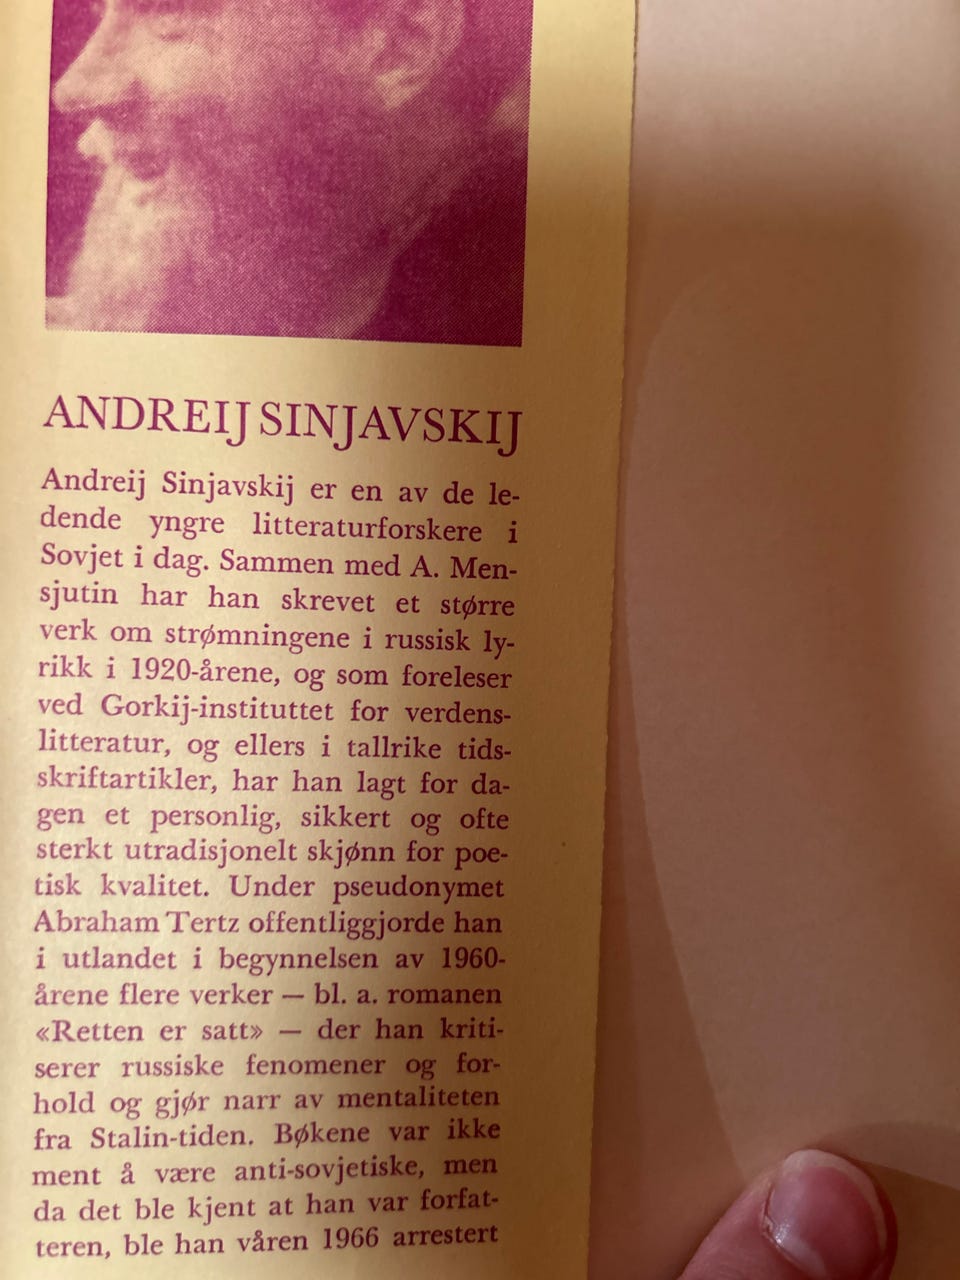 ANDREIJ SINJAVSKIJ
Andreij Sinjavskij er en av de le-
dende yngre litteraturforskere i
Sovjet i dag. Sammen med A. Men-
sjutin har han skrevet et større
verk om strømningene i russisk ly-
rikk i 1920-årene, og som foreleser
ved Gorkij-instituttet for verdens-
litteratur, og ellers i tallrike tids-
skriftartikler, har han lagt for da-
gen et personlig, sikkert og ofte
sterkt utradisjonelt skjønn for poe-
tisk kvalitet. Under pseudonymet
Abraham Tertz offentliggjorde han
i utlandet i begynnelsen av 1960-
årene flere verker — bl. a. romanen
«Retten er satt» — der han kriti-
serer russiske fenomener og for-
hold og gjør narr av mentaliteten
fra Stalin-tiden. Bøkene var ikke
ment å være anti-sovjetiske, men
da det ble kjent at han var forfat-
teren, ble han våren 1966 arrestert